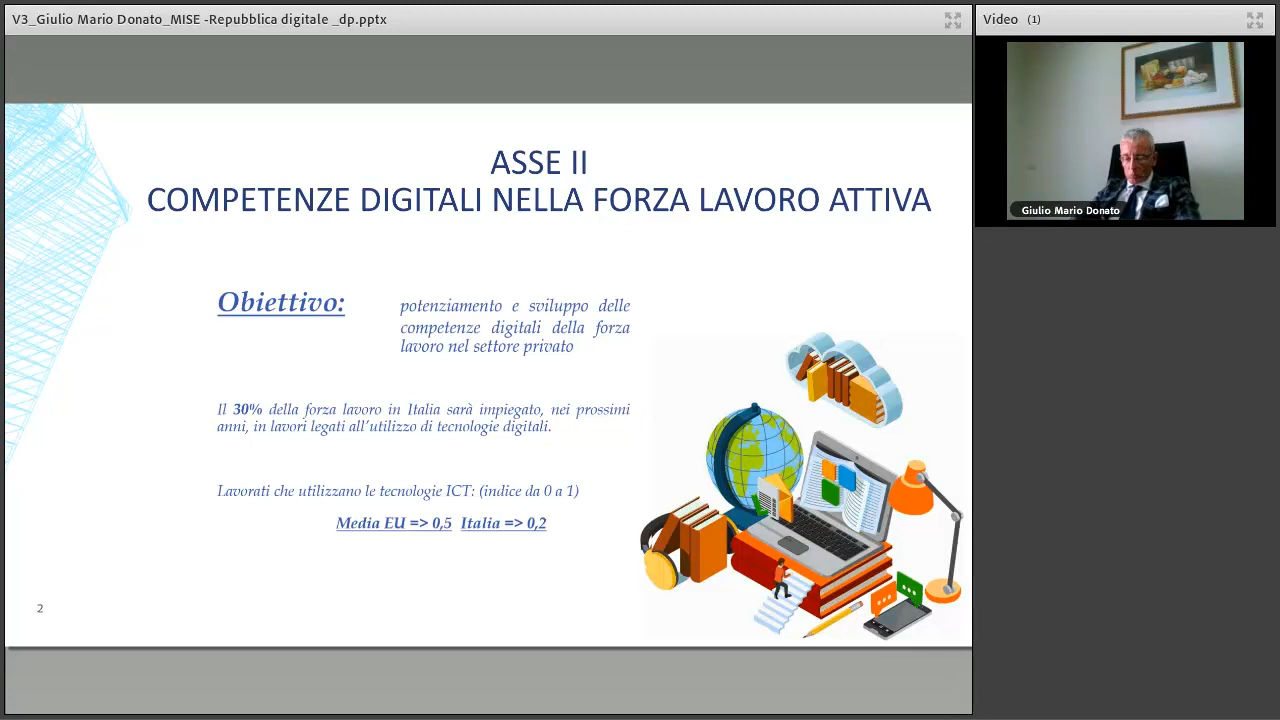 V3_Giulio Mario Donato_MISE -Repubblica digitale _dp.pptx
Video (1)
Giulio Mario Donato
ASSE II
COMPETENZE DIGITALI NELLA FORZA LAVORO ATTIVA
Obiettivo: potenziamento e sviluppo delle
competenze digitali della forza
lavoro nel settore privato
Il 30% della forza lavoro in Italia sarà impiegato, nei prossimi
anni, in lavori legati all’utilizzo di tecnologie digitali.
Lavorati che utilizzano le tecnologie ICT: (indice da 0 a 1)
Media EU => 0,5 Italia => 0,2
2